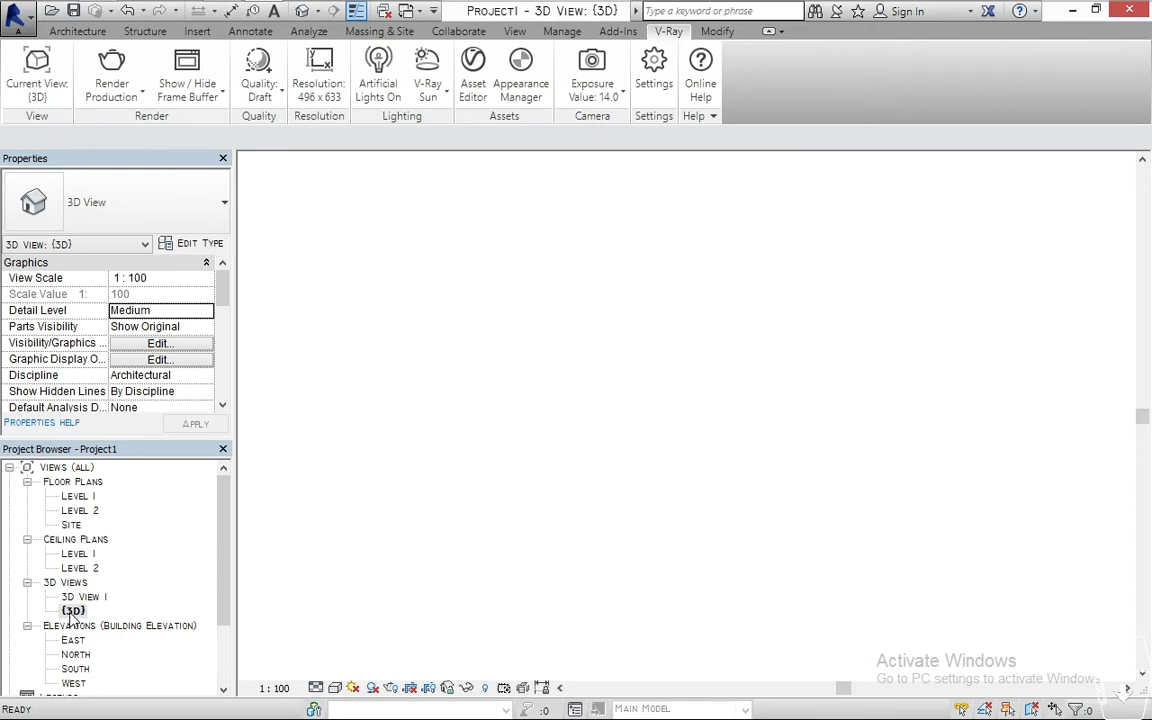 PROJECT1 - 3D VIEW: {3D}
Type a keyword or phrase
Sign In
Architecture Structure Insert Annotate Analyze Massing & Site Collaborate View Manage Add-Ins V-Ray Modify
Current View: {3D}
Render Production
Show / Hide Frame Buffer
Quality: Draft
Resolution: 496 x 633
Artificial Lights On
V-Ray Sun
Asset Editor
Appearance Manager
Exposure Value: 14.0
Settings
Online Help
View Render Quality Resolution Lighting Assets Camera Settings Help
Properties
3D View
3D VIEW: {3D}
EDIT TYPE
Graphics
View Scale 1 : 100
Scale Value 1: 100
Detail Level Medium
Parts Visibility Show Original
Visibility/Graphics ... Edit...
Graphic Display O... Edit...
Discipline Architectural
Show Hidden Lines By Discipline
Default Analysis D... None
PROPERTIES HELP
APPLY
Project Browser - Project1
VIEWS (ALL)
FLOOR PLANS
LEVEL 1
LEVEL 2
SITE
CEILING PLANS
LEVEL 1
LEVEL 2
3D VIEWS
3D VIEW 1
{3D}
ELEVATIONS (BUILDING ELEVATION)
EAST
NORTH
SOUTH
WEST
Activate Windows
Go to PC settings to activate Windows.
1 : 100
READY
:0
MAIN MODEL
:0